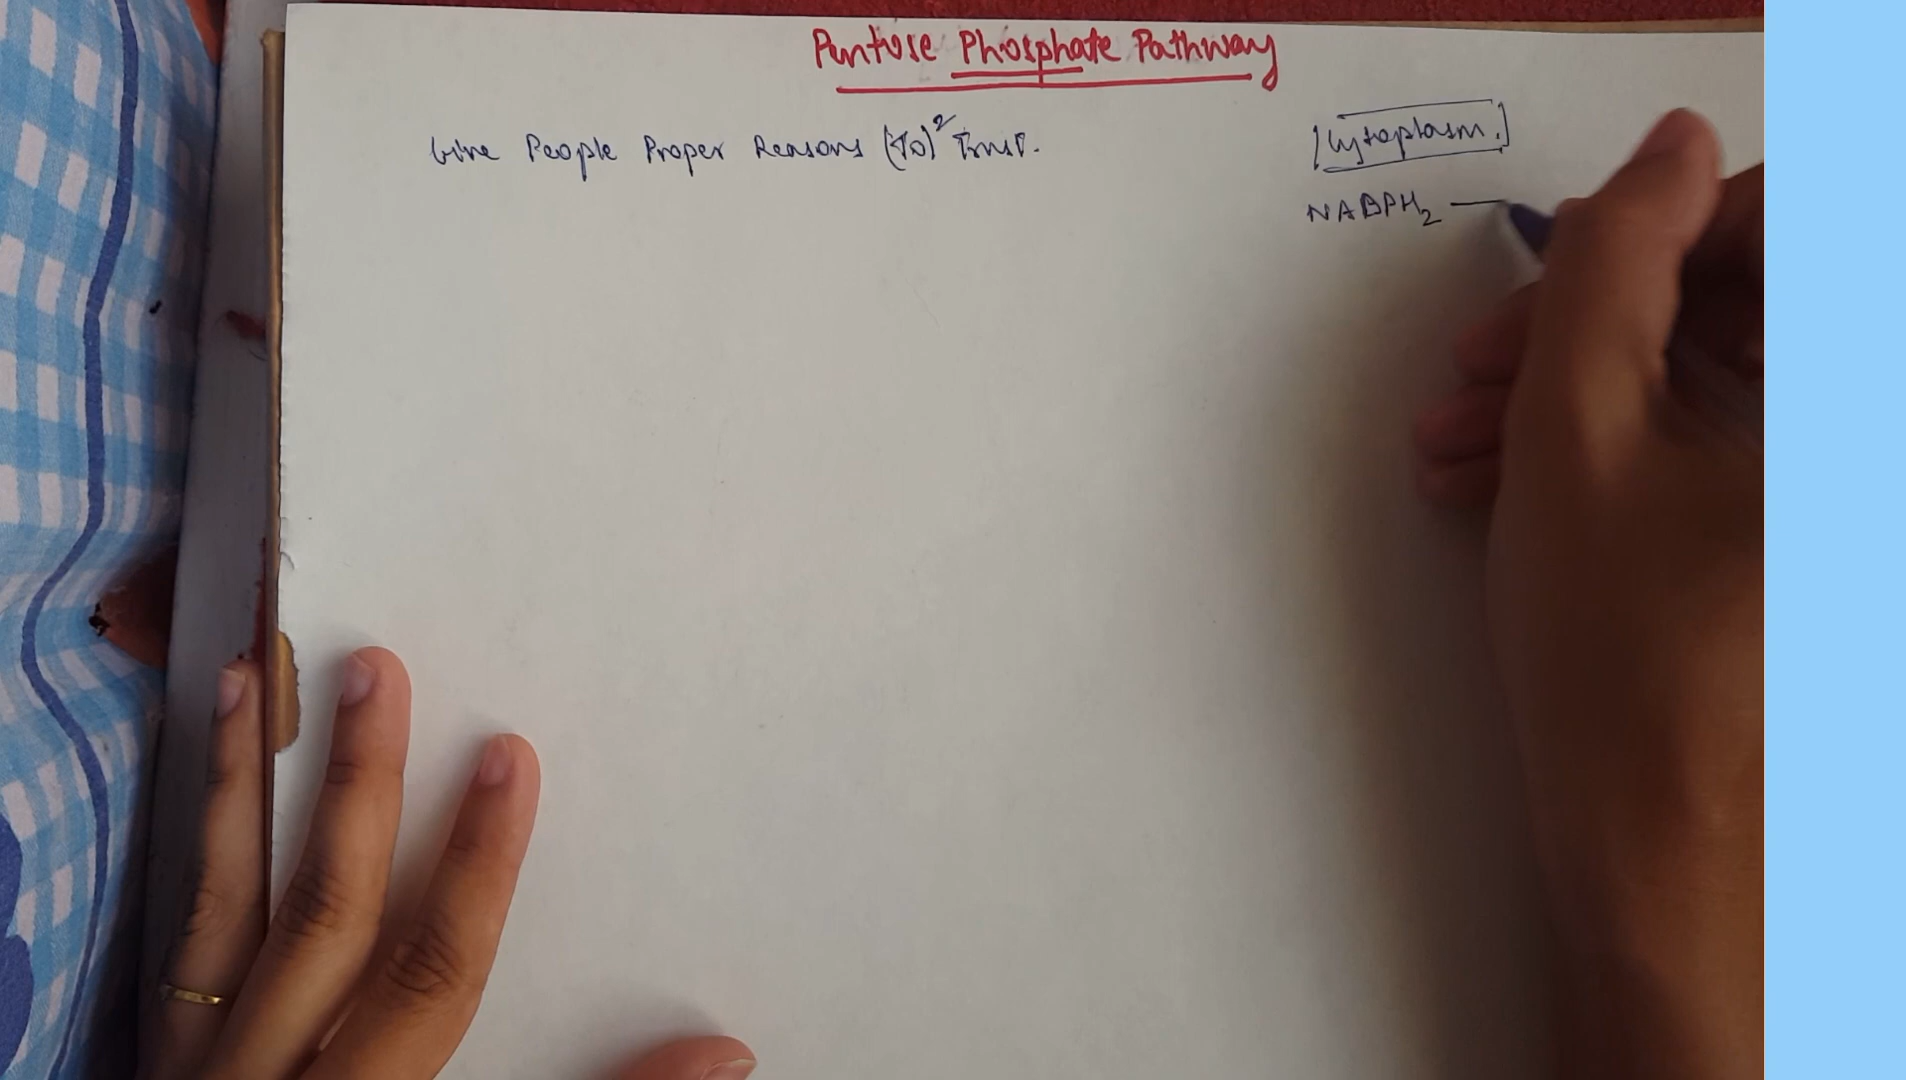 Pentose Phosphate Pathway
Give People Proper Reasons (To)² Trust.
[Cytoplasm.]
NADPH₂ —